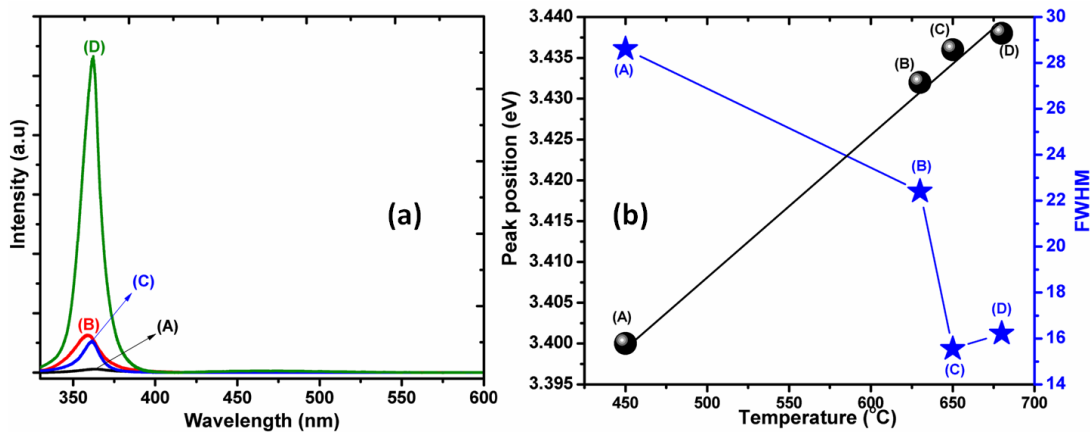 (D)
(a)
(C)
(B)
(A)
Intensity (a.u)
350 400 450 500 550 600
Wavelength (nm)
3.440
3.435
3.430
3.425
3.420
3.415
3.410
3.405
3.400
3.395
Peak position (eV)
(A)
(B)
(C)
(D)
(b)
(A)
(B)
(C)
(D)
30
28
26
24
22
20
18
16
14
FWHM
450 500 550 600 650 700
Temperature (°C)